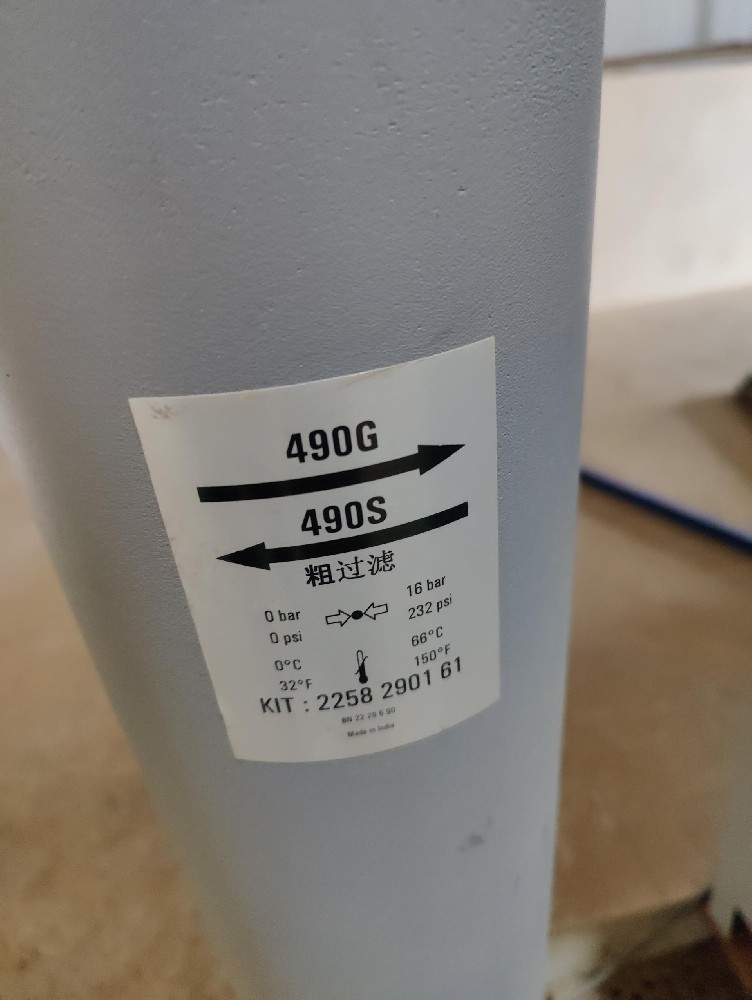 490G
490S
粗过滤
0 bar 16 bar
0 psi 232 psi
0°C 66°C
32°F 150°F
KIT : 2258 2901 61
Made in India